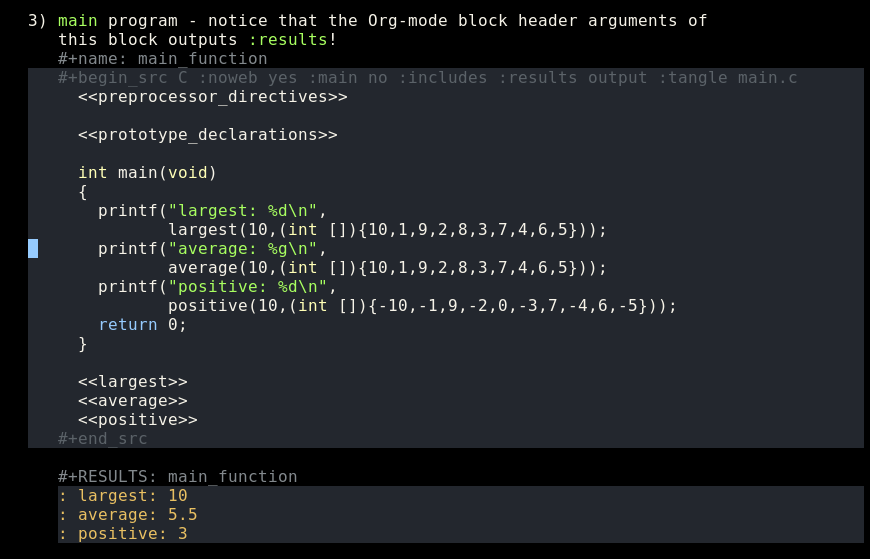 3) main program - notice that the Org-mode block header arguments of
   this block outputs :results!
   #+name: main_function
   #+begin_src C :noweb yes :main no :includes :results output :tangle main.c
     <<preprocessor_directives>>

     <<prototype_declarations>>

     int main(void)
     {
       printf("largest: %d\n",
              largest(10,(int []){10,1,9,2,8,3,7,4,6,5}));
       printf("average: %g\n",
              average(10,(int []){10,1,9,2,8,3,7,4,6,5}));
       printf("positive: %d\n",
              positive(10,(int []){-10,-1,9,-2,0,-3,7,-4,6,-5}));
       return 0;
     }

     <<largest>>
     <<average>>
     <<positive>>
   #+end_src

   #+RESULTS: main_function
   : largest: 10
   : average: 5.5
   : positive: 3